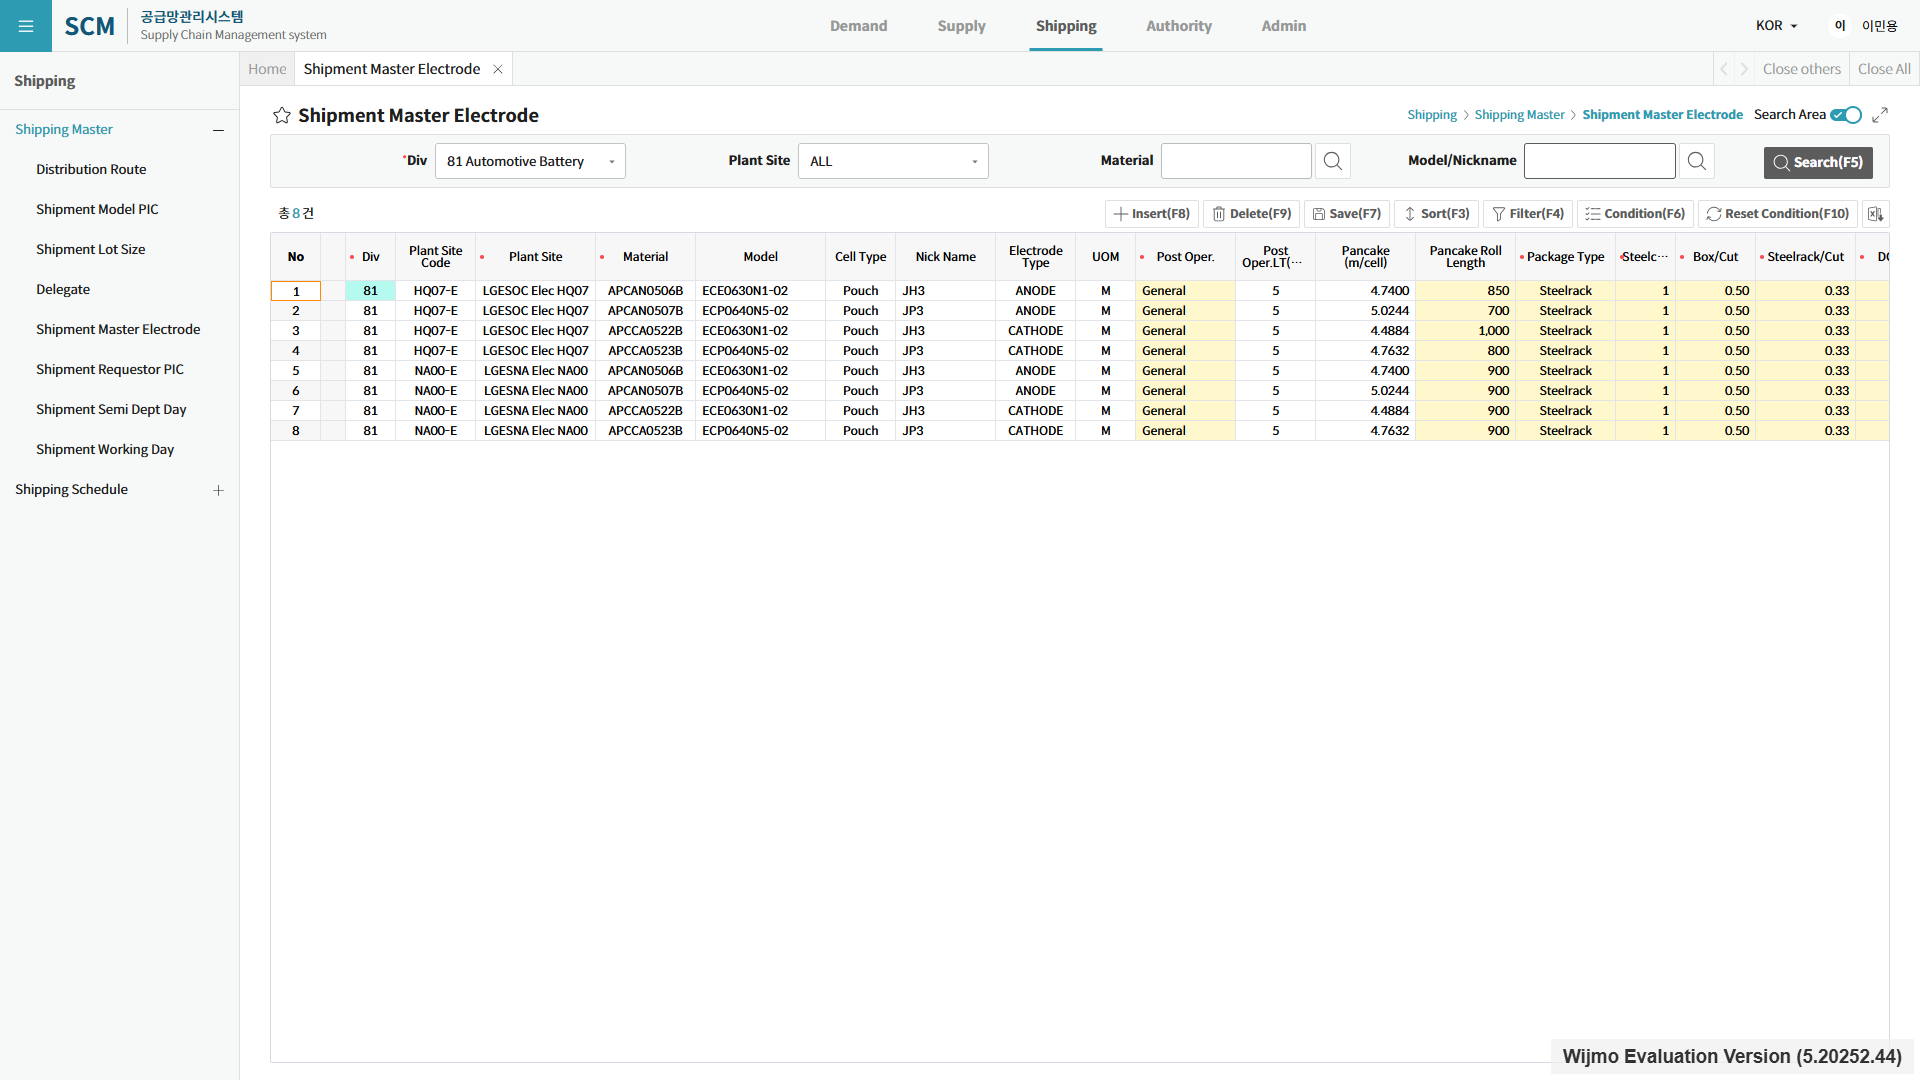 SCM 공급망관리시스템
Supply Chain Management system
Demand Supply Shipping Authority Admin
KOR 이 이민용
Shipping
Home Shipment Master Electrode Close others Close All
Shipping Master
Distribution Route
Shipment Model PIC
Shipment Lot Size
Delegate
Shipment Master Electrode
Shipment Requestor PIC
Shipment Semi Dept Day
Shipment Working Day
Shipping Schedule
Shipment Master Electrode
Shipping > Shipping Master > Shipment Master Electrode Search Area
*Div 81 Automotive Battery Plant Site ALL Material Model/Nickname Search(F5)
총 8 건
Insert(F8) Delete(F9) Save(F7) Sort(F3) Filter(F4) Condition(F6) Reset Condition(F10)
No Div Plant Site Code Plant Site Material Model Cell Type Nick Name Electrode Type UOM Post Oper. Post Oper.LT(··· Pancake (m/cell) Pancake Roll Length Package Type Steelc··· Box/Cut Steelrack/Cut
1 81 HQ07-E LGESOC Elec HQ07 APCAN0506B ECE0630N1-02 Pouch JH3 ANODE M General 5 4.7400 850 Steelrack 1 0.50 0.33
2 81 HQ07-E LGESOC Elec HQ07 APCAN0507B ECP0640N5-02 Pouch JP3 ANODE M General 5 5.0244 700 Steelrack 1 0.50 0.33
3 81 HQ07-E LGESOC Elec HQ07 APCCA0522B ECE0630N1-02 Pouch JH3 CATHODE M General 5 4.4884 1,000 Steelrack 1 0.50 0.33
4 81 HQ07-E LGESOC Elec HQ07 APCCA0523B ECP0640N5-02 Pouch JP3 CATHODE M General 5 4.7632 800 Steelrack 1 0.50 0.33
5 81 NA00-E LGESNA Elec NA00 APCAN0506B ECE0630N1-02 Pouch JH3 ANODE M General 5 4.7400 900 Steelrack 1 0.50 0.33
6 81 NA00-E LGESNA Elec NA00 APCAN0507B ECP0640N5-02 Pouch JP3 ANODE M General 5 5.0244 900 Steelrack 1 0.50 0.33
7 81 NA00-E LGESNA Elec NA00 APCCA0522B ECE0630N1-02 Pouch JH3 CATHODE M General 5 4.4884 900 Steelrack 1 0.50 0.33
8 81 NA00-E LGESNA Elec NA00 APCCA0523B ECP0640N5-02 Pouch JP3 CATHODE M General 5 4.7632 900 Steelrack 1 0.50 0.33
Wijmo Evaluation Version (5.20252.44)